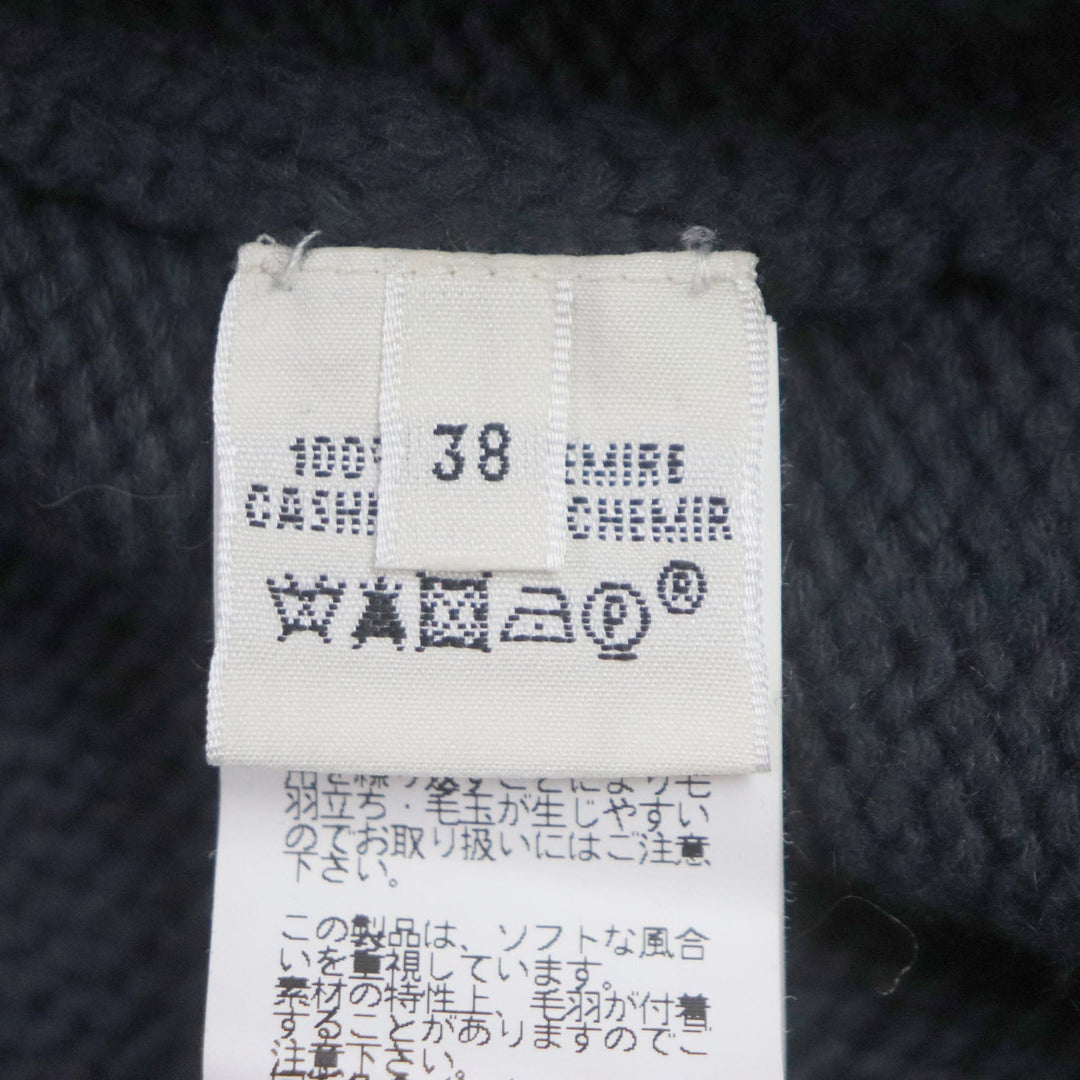 38
100%
CHEMIR
P ®
羽立ち・毛玉が生じやすい
のでお取り扱いにはご注意
下さい。
この製品は、ソフトな風合
いを重視しています。
素材の特性上、毛羽が付着
することがありますのでご
注意下さい。